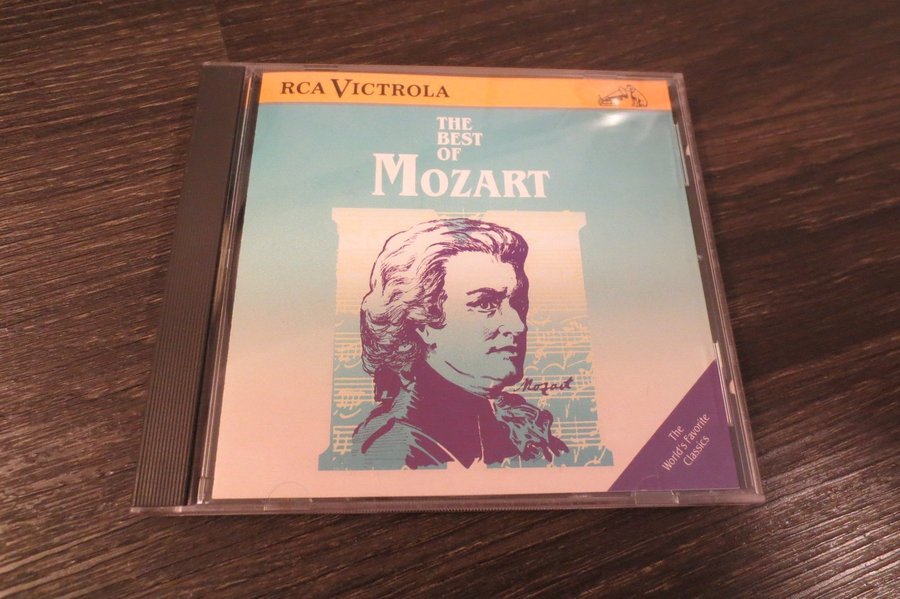 RCA VICTROLA
THE
BEST
OF
MOZART
Mozart
The
World's Favorite
Classics